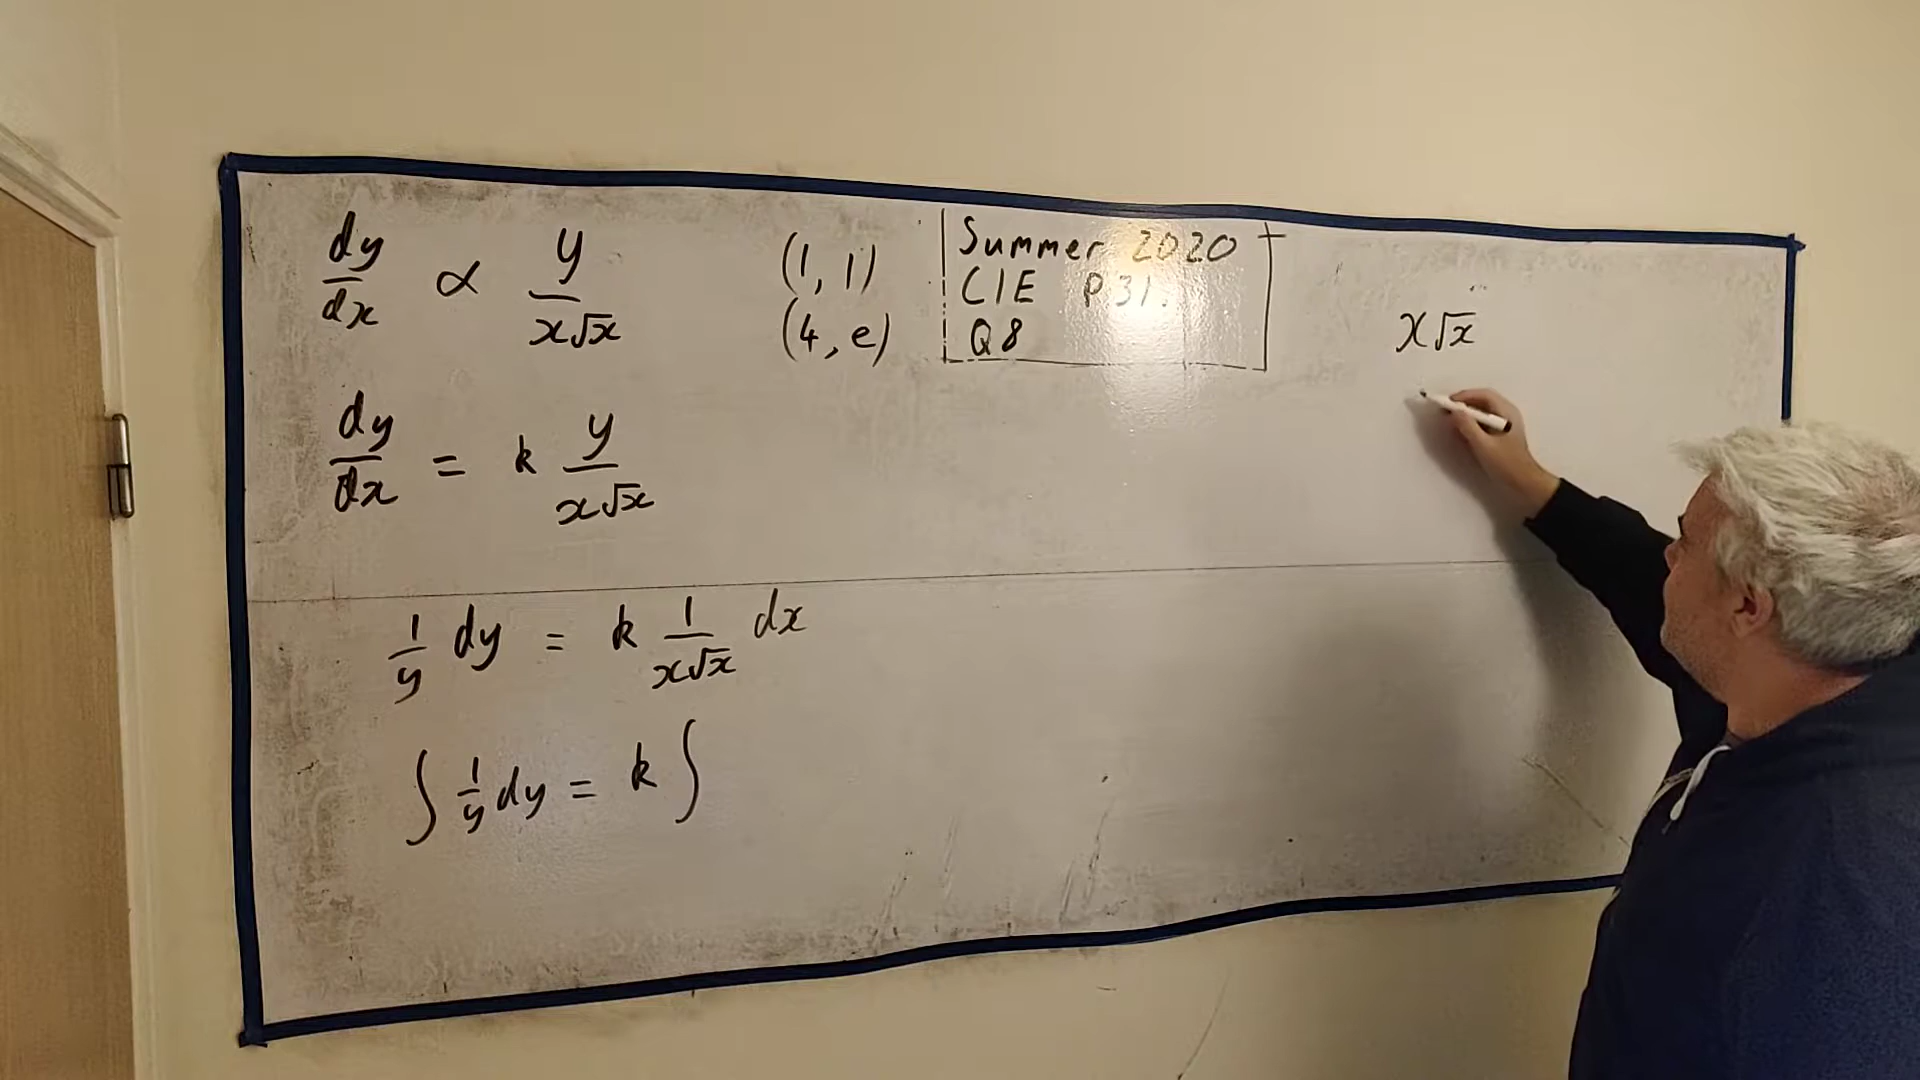 dy/dx ∝ y/x√x
(1, 1)
(4, e)
Summer 2020
CIE P31.
Q8
x√x
dy/dx = k y/x√x
1/y dy = k 1/x√x dx
∫ 1/y dy = k ∫